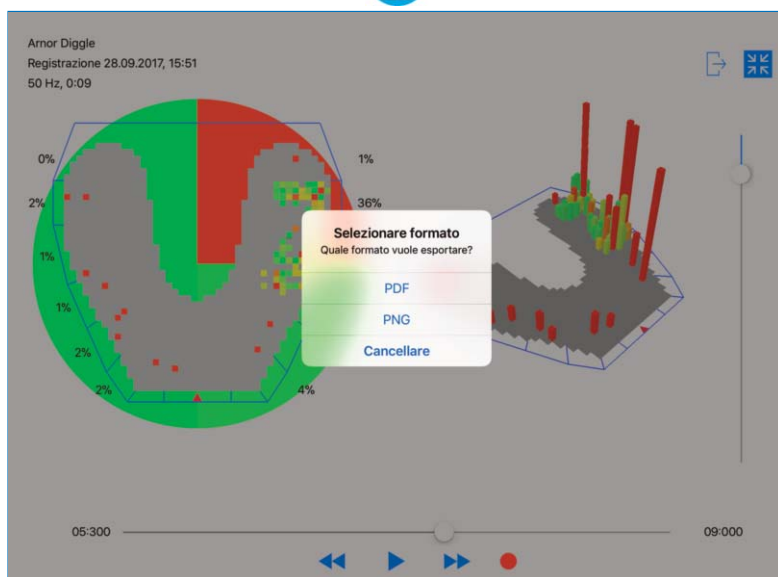 Arnor Diggle
Registrazione 28.09.2017, 15:51
50 Hz, 0:09
0%
1%
2%
36%
1%
1%
2%
2%
4%
Selezionare formato
Quale formato vuole esportare?
PDF
PNG
Cancellare
05:300
09:000